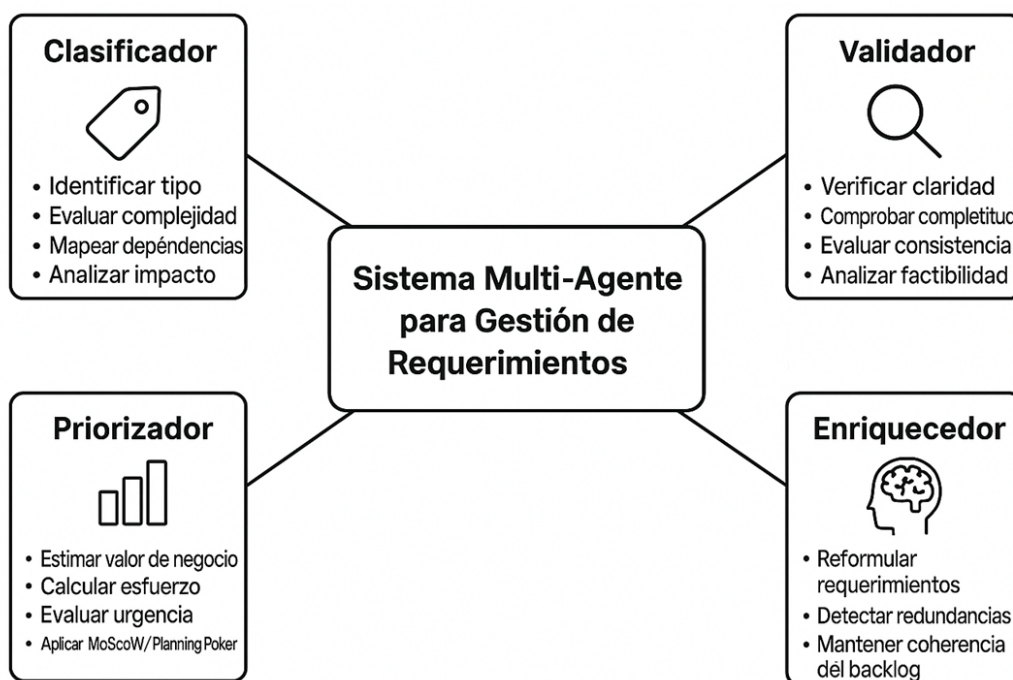 Clasificador
• Identificar tipo
• Evaluar complejidad
• Mapear depéndencias
• Analizar impacto
Validador
• Verificar claridad
• Comprobar completitud
• Evaluar consistencia
• Analizar factibilidad
Sistema Multi-Agente
para Gestión de
Requerimientos
Priorizador
• Estimar valor de negocio
• Calcular esfuerzo
• Evaluar urgencia
• Aplicar MoScoW/Planning Poker
Enriquecedor
• Reformular
requerimientos
• Detectar redundancias
• Mantener coherencia
dél backlog